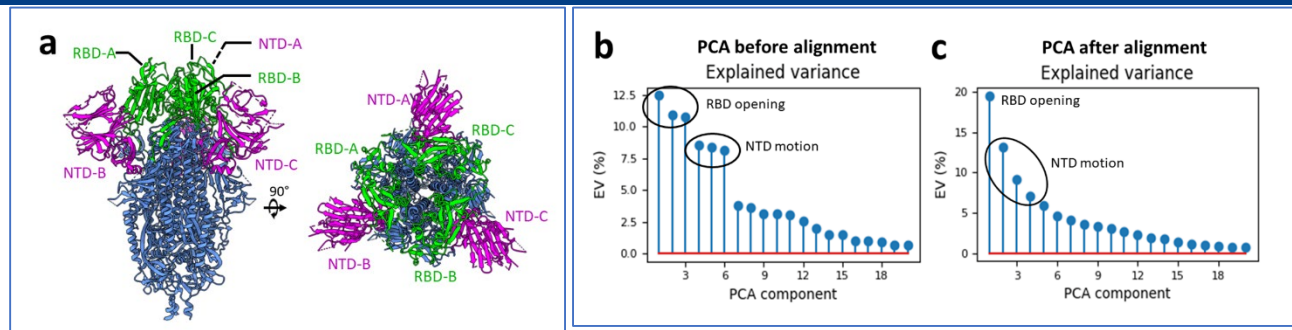 a
RBD-C
RBD-A
NTD-A
RBD-B
NTD-B
NTD-C
90°
NTD-A
RBD-C
RBD-A
NTD-C
NTD-B
RBD-B
b
PCA before alignment
Explained variance
12.5
10.0
7.5
5.0
2.5
0.0
EV (%)
RBD opening
NTD motion
3 6 9 12 15 18
PCA component
c
PCA after alignment
Explained variance
20
15
10
5
0
EV (%)
RBD opening
NTD motion
3 6 9 12 15 18
PCA component